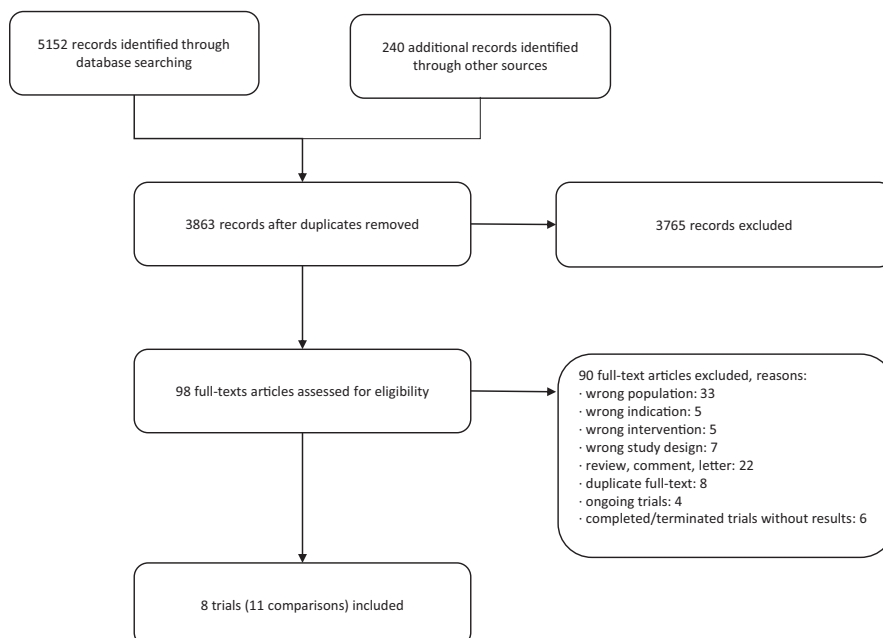 5152 records identified through
database searching
240 additional records identified
through other sources
3863 records after duplicates removed
3765 records excluded
98 full-texts articles assessed for eligibility
90 full-text articles excluded, reasons:
· wrong population: 33
· wrong indication: 5
· wrong intervention: 5
· wrong study design: 7
· review, comment, letter: 22
· duplicate full-text: 8
· ongoing trials: 4
· completed/terminated trials without results: 6
8 trials (11 comparisons) included